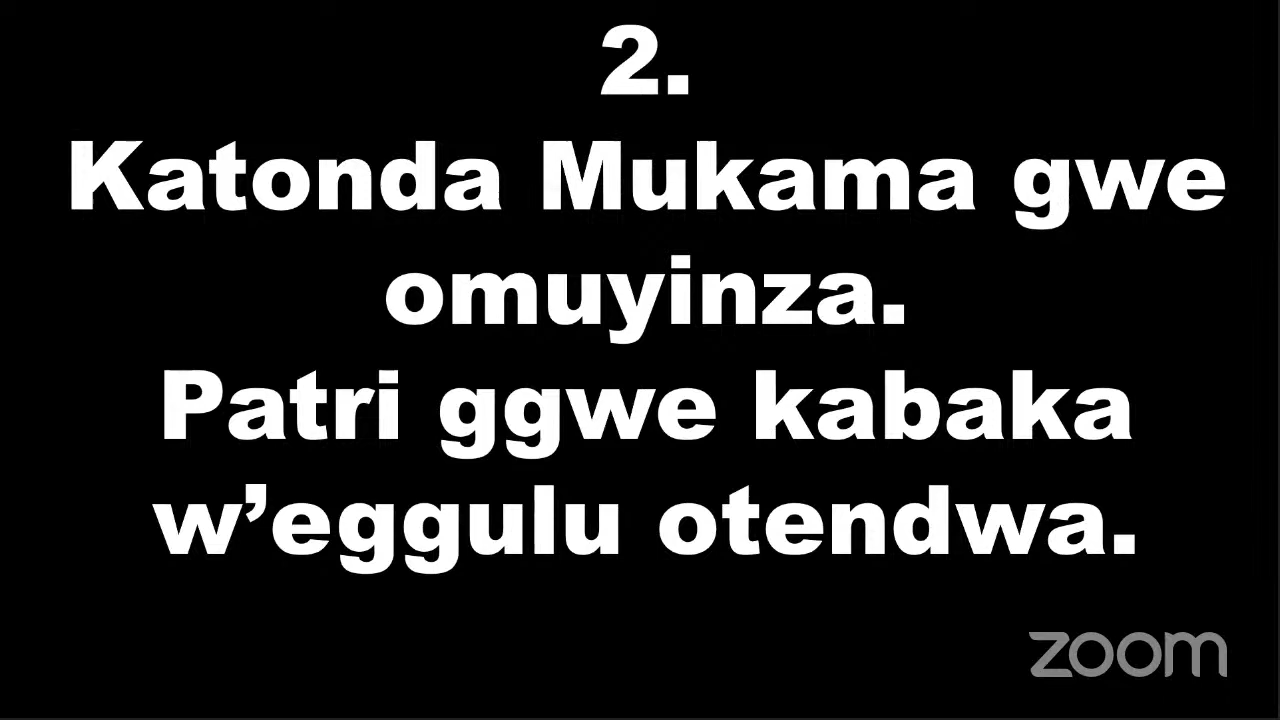 2.
Katonda Mukama gwe
omuyinza.
Patri ggwe kabaka
w’eggulu otendwa.
zoom